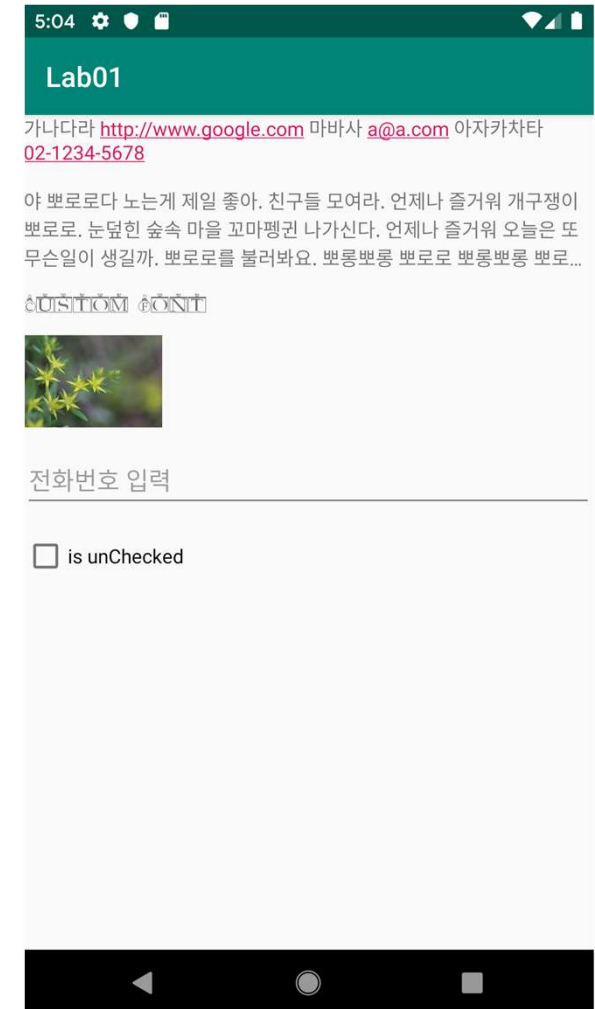 5:04
Lab01
가나다라 http://www.google.com 마바사 a@a.com 아자카차타
02-1234-5678
야 뽀로로다 노는게 제일 좋아. 친구들 모여라. 언제나 즐거워 개구쟁이
뽀로로. 눈덮힌 숲속 마을 꼬마펭귄 나가신다. 언제나 즐거워 오늘은 또
무슨일이 생길까. 뽀로로를 불러봐요. 뽀롱뽀롱 뽀로로 뽀롱뽀롱 뽀로...
CUSTOM FONT
전화번호 입력
is unChecked